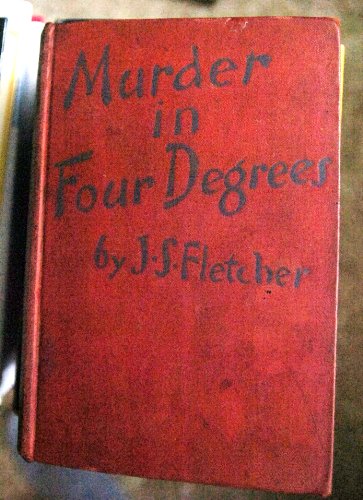 Murder
in
Four Degrees
by J.S. Fletcher